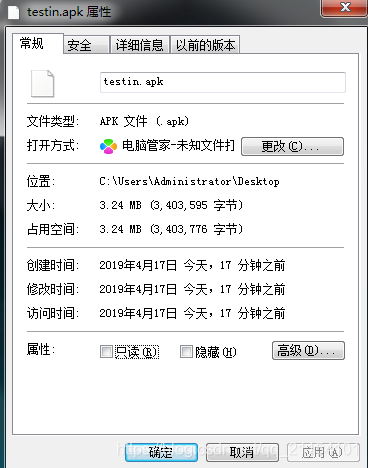 testin.apk 属性
常规 安全 详细信息 以前的版本
testin.apk
文件类型: APK 文件 (.apk)
打开方式: 电脑管家-未知文件打 更改(C)...
位置: C:\Users\Administrator\Desktop
大小: 3.24 MB (3,403,595 字节)
占用空间: 3.24 MB (3,403,776 字节)
创建时间: 2019年4月17日 今天，17 分钟之前
修改时间: 2019年4月17日 今天，17 分钟之前
访问时间: 2019年4月17日 今天，17 分钟之前
属性: 只读(R) 隐藏(H) 高级(D)...
确定 取消 应用(A)